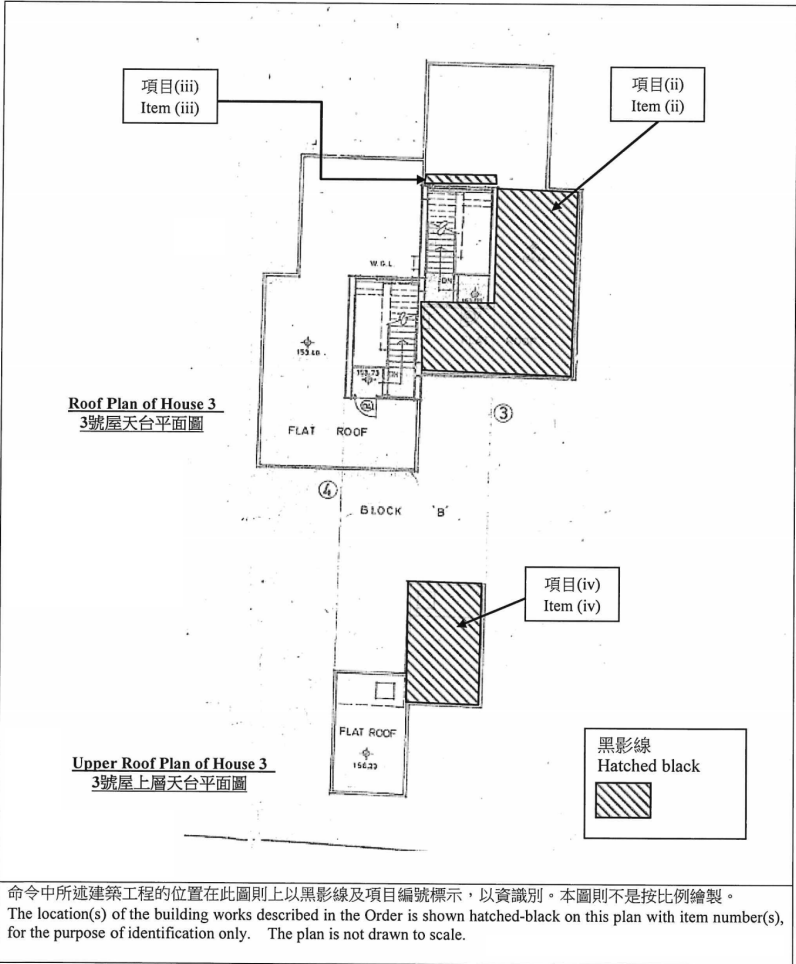 項目(iii)
Item (iii)
項目(ii)
Item (ii)
W.G.L
DN
153.60
153.73
DN
Roof Plan of House 3
3號屋天台平面圖
FLAT ROOF
③
④
BLOCK 'B'
項目(iv)
Item (iv)
FLAT ROOF
Upper Roof Plan of House 3
3號屋上層天台平面圖
黑影線
Hatched black
命令中所述建築工程的位置在此圖則上以黑影線及項目編號標示，以資識別。本圖則不是按比例繪製。
The location(s) of the building works described in the Order is shown hatched-black on this plan with item number(s),
for the purpose of identification only. The plan is not drawn to scale.